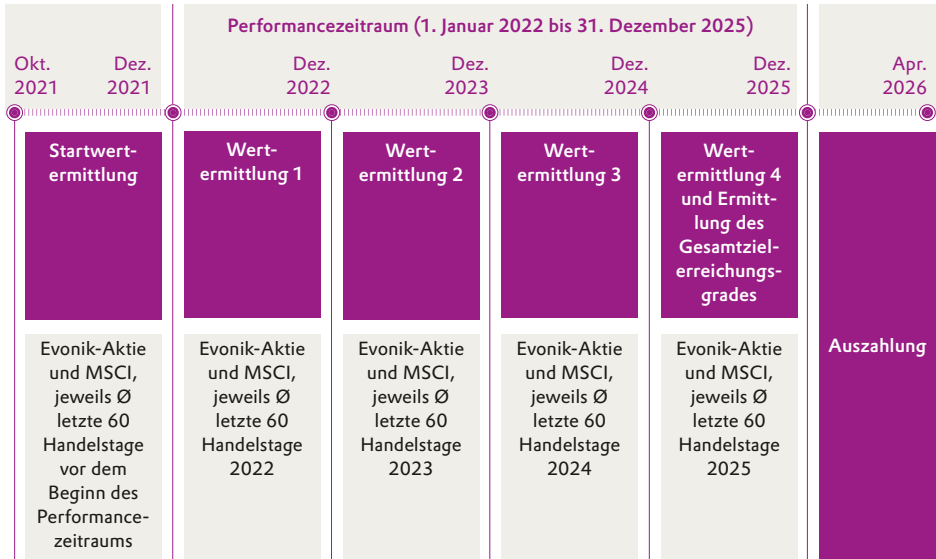 Performancezeitraum (1. Januar 2022 bis 31. Dezember 2025)
Okt.
2021
Dez.
2021
Dez.
2022
Dez.
2023
Dez.
2024
Dez.
2025
Apr.
2026
Startwert-
ermittlung
Wert-
ermittlung 1
Wert-
ermittlung 2
Wert-
ermittlung 3
Wert-
ermittlung 4
und Ermitt-
lung des
Gesamtziel-
erreichungs-
grades
Evonik-Aktie
und MSCI,
jeweils Ø
letzte 60
Handelstage
vor dem
Beginn des
Performance-
zeitraums
Evonik-Aktie
und MSCI,
jeweils Ø
letzte 60
Handelstage
2022
Evonik-Aktie
und MSCI,
jeweils Ø
letzte 60
Handelstage
2023
Evonik-Aktie
und MSCI,
jeweils Ø
letzte 60
Handelstage
2024
Evonik-Aktie
und MSCI,
jeweils Ø
letzte 60
Handelstage
2025
Auszahlung